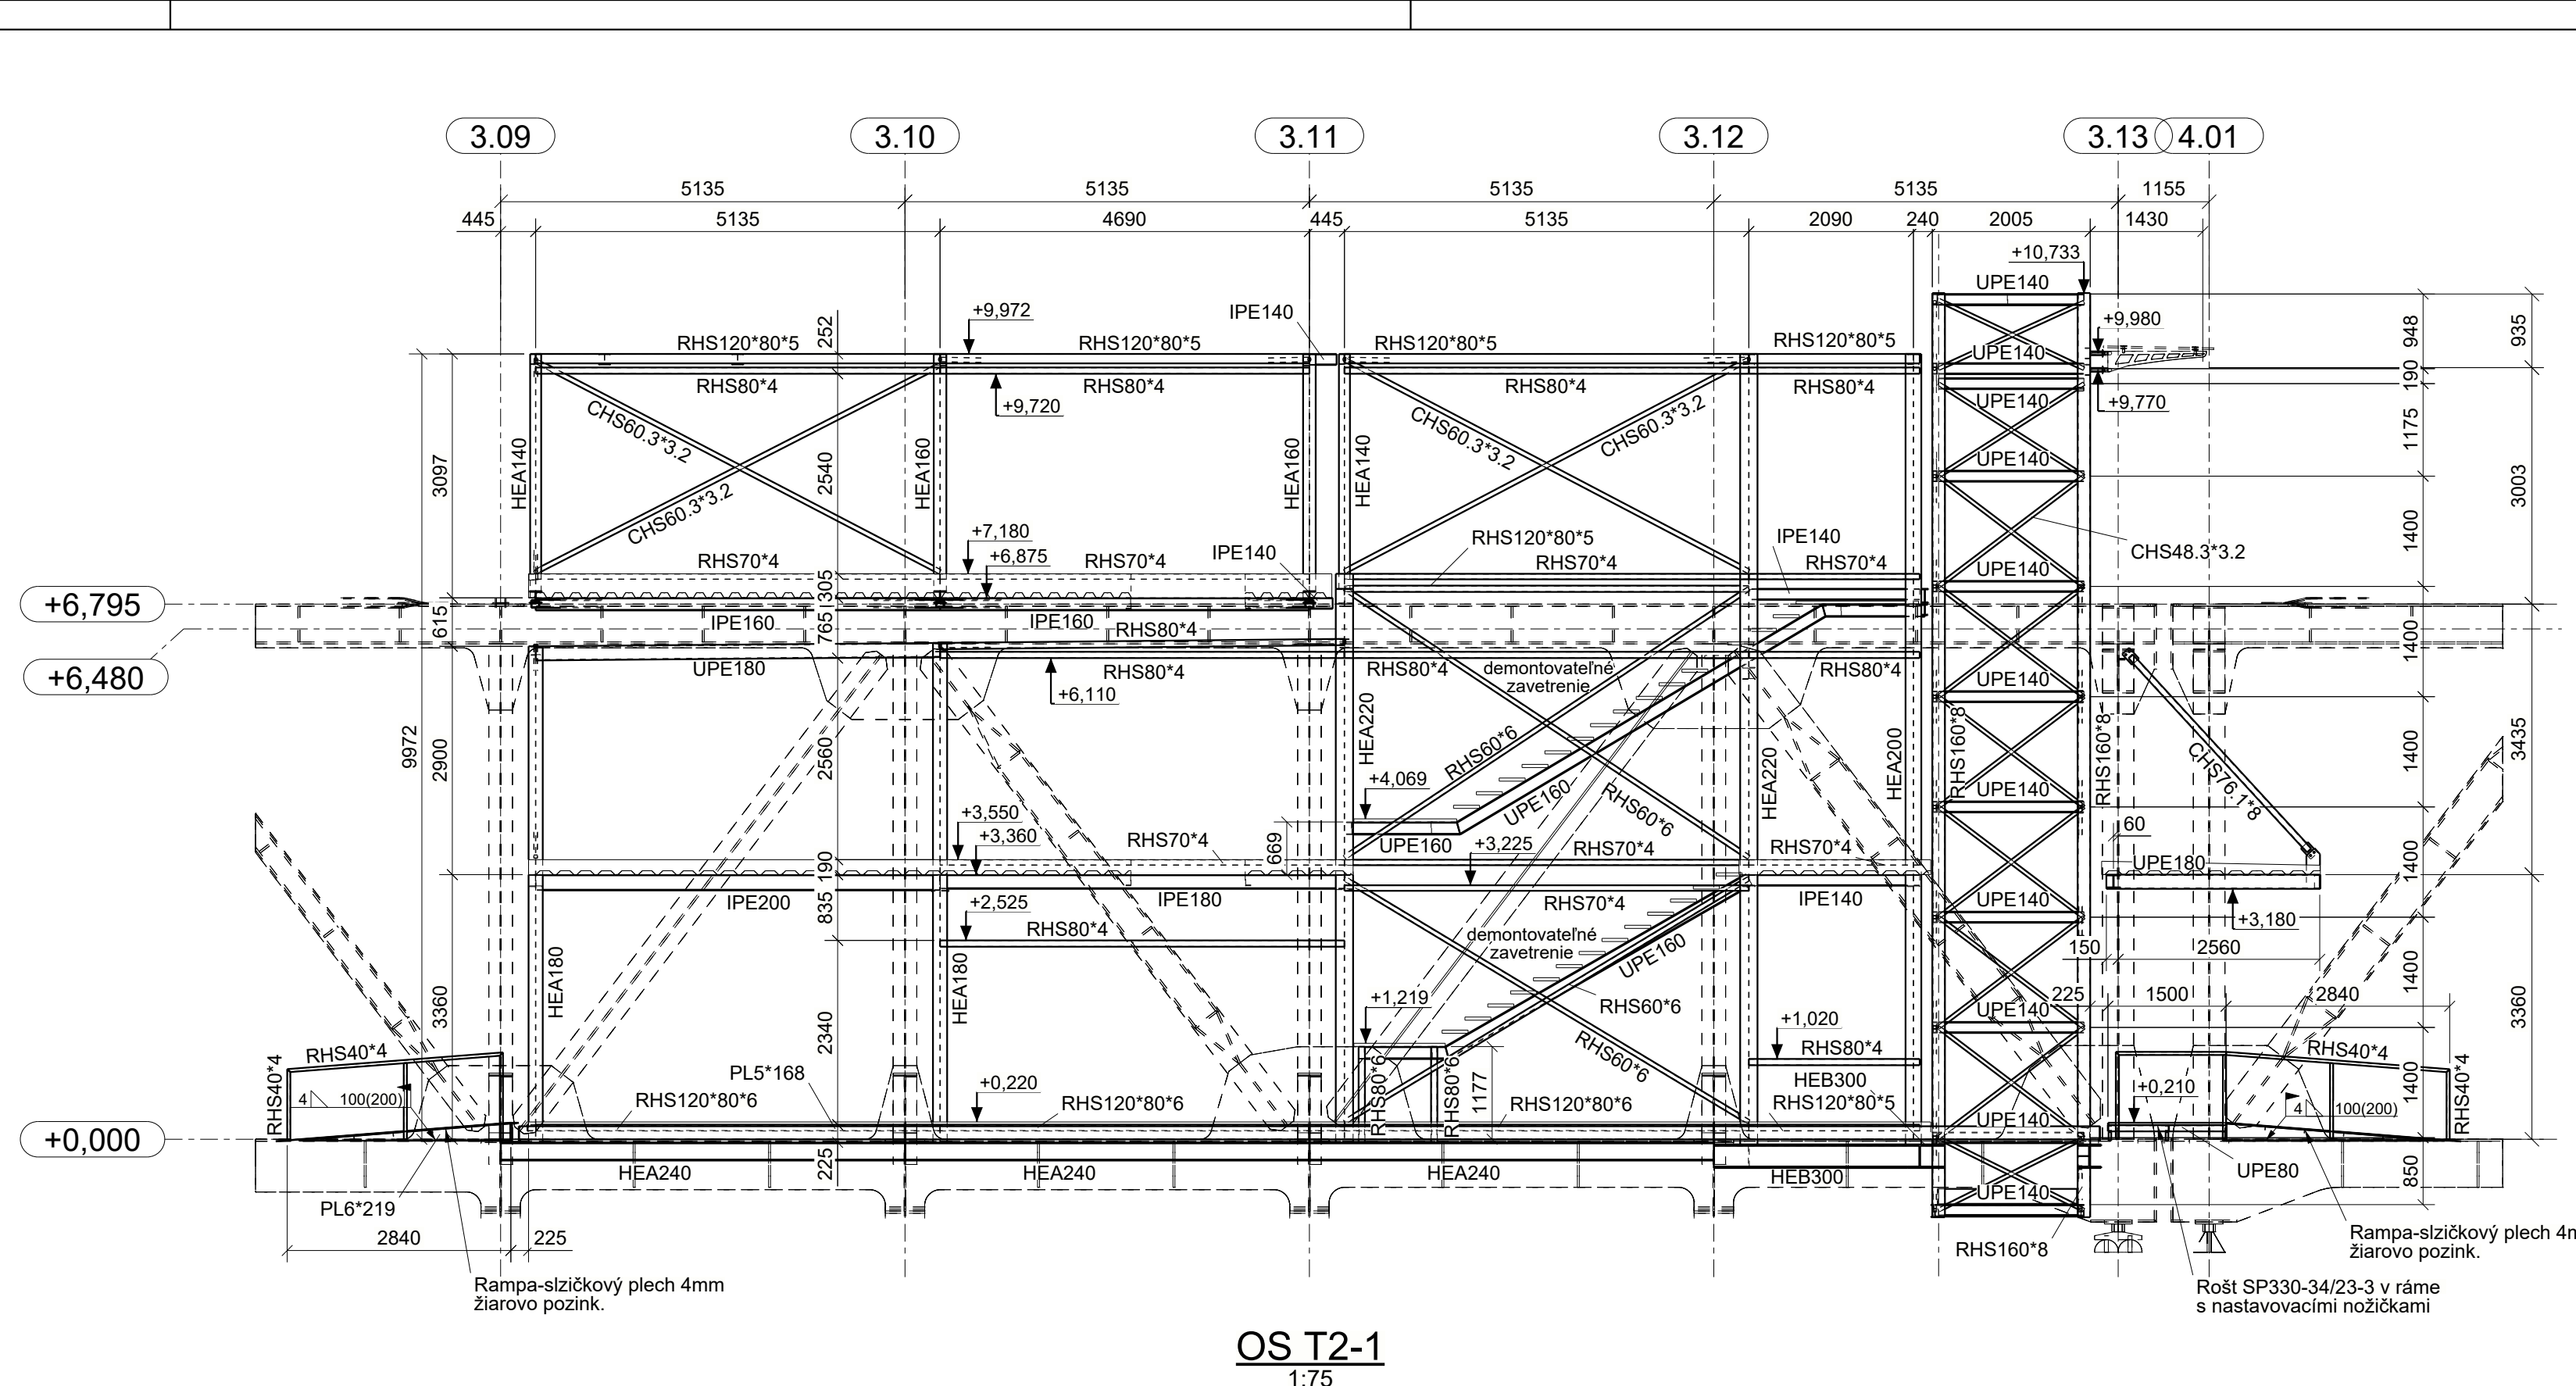 3.09
3.10
3.11
3.12
3.13
4.01
5135
5135
5135
5135
1155
445
5135
4690
445
5135
2090
240
2005
1430
+10,733
UPE140
+9,972
IPE140
+9,980
252
948
935
RHS120*80*5
RHS120*80*5
RHS120*80*5
RHS120*80*5
UPE140
RHS80*4
RHS80*4
RHS80*4
RHS80*4
190
+9,720
UPE140
+9,770
CHS60.3*3.2
CHS60.3*3.2
CHS60.3*3.2
CHS60.3*3.2
1175
3097
HEA140
2540
HEA160
HEA160
HEA140
UPE140
3003
+7,180
+6,875
IPE140
RHS120*80*5
IPE140
CHS48.3*3.2
1400
RHS70*4
RHS70*4
RHS70*4
RHS70*4
UPE140
305
+6,795
615
765
IPE160
IPE160
RHS80*4
1400
+6,480
UPE180
RHS80*4
RHS80*4
demontovateľné
zavetrenie
RHS80*4
UPE140
+6,110
HEA220
9972
2900
2560
RHS60*6
HEA220
HEA200
RHS160*8
RHS160*8
CHS76.1*8
1400
3435
+4,069
UPE160
RHS60*6
UPE140
+3,550
+3,360
RHS70*4
669
UPE160
+3,225
RHS70*4
RHS70*4
60
UPE180
1400
190
UPE140
IPE200
835
+2,525
IPE180
RHS70*4
IPE140
UPE140
+3,180
RHS80*4
demontovateľné
zavetrenie
UPE160
150
2560
HEA180
HEA180
1400
3360
2340
+1,219
RHS60*6
225
1500
2840
3360
UPE140
+1,020
RHS80*4
RHS40*4
RHS40*4
RHS40*4
RHS40*4
RHS60*6
PL5*168
+0,220
RHS80*6
RHS80*6
1177
HEB300
+0,210
1400
4
100(200)
4
100(200)
RHS120*80*6
RHS120*80*6
RHS120*80*6
RHS120*80*5
UPE140
+0,000
225
HEA240
HEA240
HEA240
HEB300
UPE140
UPE80
850
PL6*219
2840
225
RHS160*8
Rampa-slzičkový plech 4mm
žiarovo pozink.
Rampa-slzičkový plech 4
žiarovo pozink.
Rošt SP330-34/23-3 v ráme
s nastavovacími nožičkami
OS T2-1
1:75